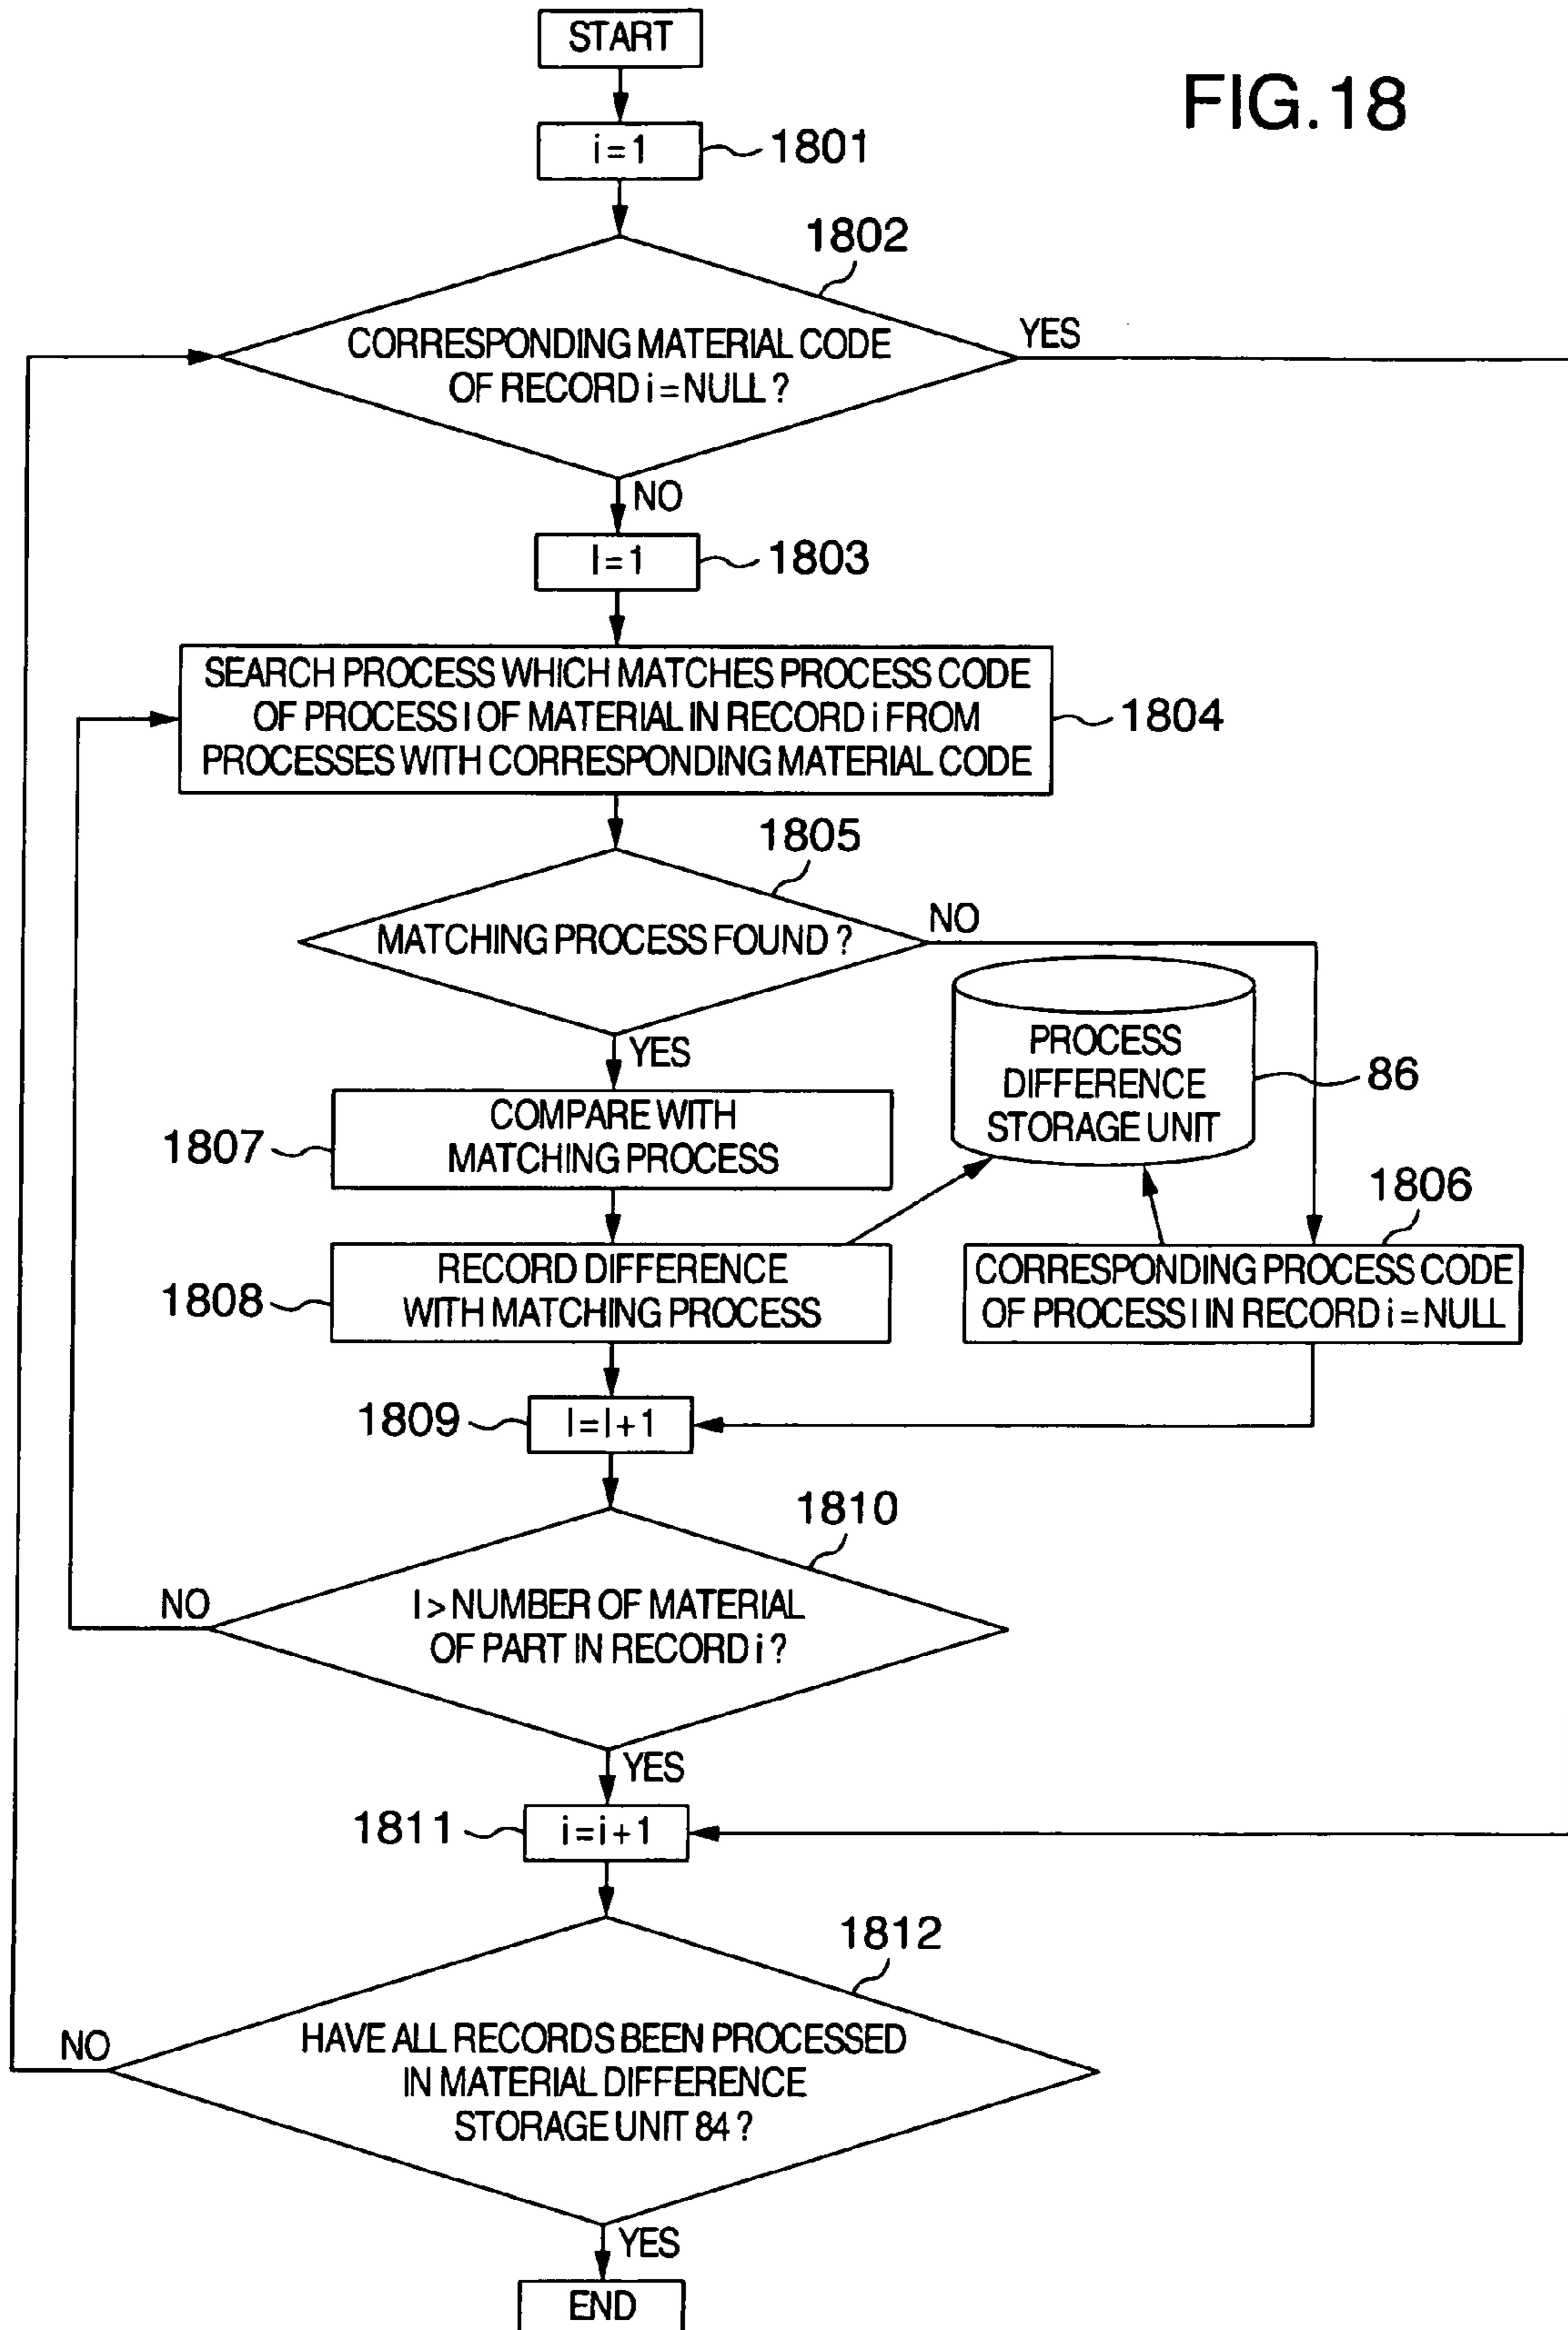 START
FIG.18
i=1
1801
1802
CORRESPONDING MATERIAL CODE
OF RECORD i=NULL?
YES
NO
l=1
1803
SEARCH PROCESS WHICH MATCHES PROCESS CODE
OF PROCESS l OF MATERIAL IN RECORD i FROM
PROCESSES WITH CORRESPONDING MATERIAL CODE
1804
1805
MATCHING PROCESS FOUND?
NO
YES
PROCESS
DIFFERENCE
STORAGE UNIT
86
COMPARE WITH
MATCHING PROCESS
1807
1806
RECORD DIFFERENCE
WITH MATCHING PROCESS
1808
CORRESPONDING PROCESS CODE
OF PROCESS l IN RECORD i=NULL
l=l+1
1809
1810
l>NUMBER OF MATERIAL
OF PART IN RECORD i?
NO
YES
i=i+1
1811
1812
HAVE ALL RECORDS BEEN PROCESSED
IN MATERIAL DIFFERENCE
STORAGE UNIT 84?
NO
YES
END